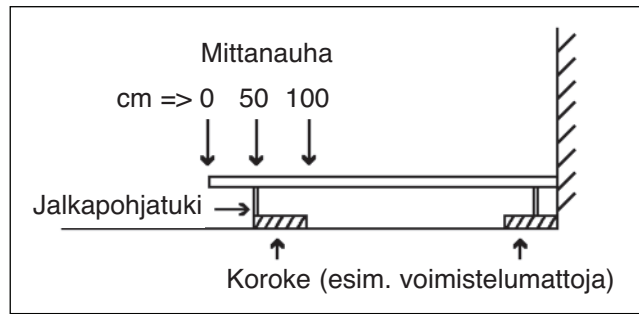 Mittanauha
cm => 0 50 100
Jalkapohjatuki
Koroke (esim. voimistelumattoja)